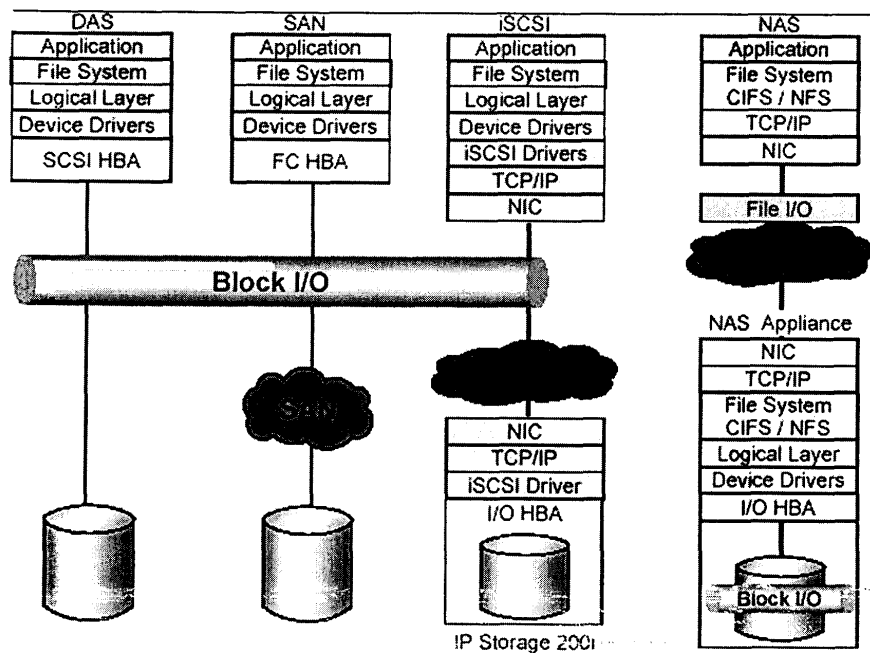 DAS
Application
File System
Logical Layer
Device Drivers
SCSI HBA
SAN
Application
File System
Logical Layer
Device Drivers
FC HBA
iSCSI
Application
File System
Logical Layer
Device Drivers
iSCSI Drivers
TCP/IP
NIC
NAS
Application
File System
CIFS / NFS
TCP/IP
NIC
File I/O
Block I/O
SAN
NIC
TCP/IP
iSCSI Driver
I/O HBA
IP Storage 200i
NAS Appliance
NIC
TCP/IP
File System
CIFS / NFS
Logical Layer
Device Drivers
I/O HBA
Block I/O